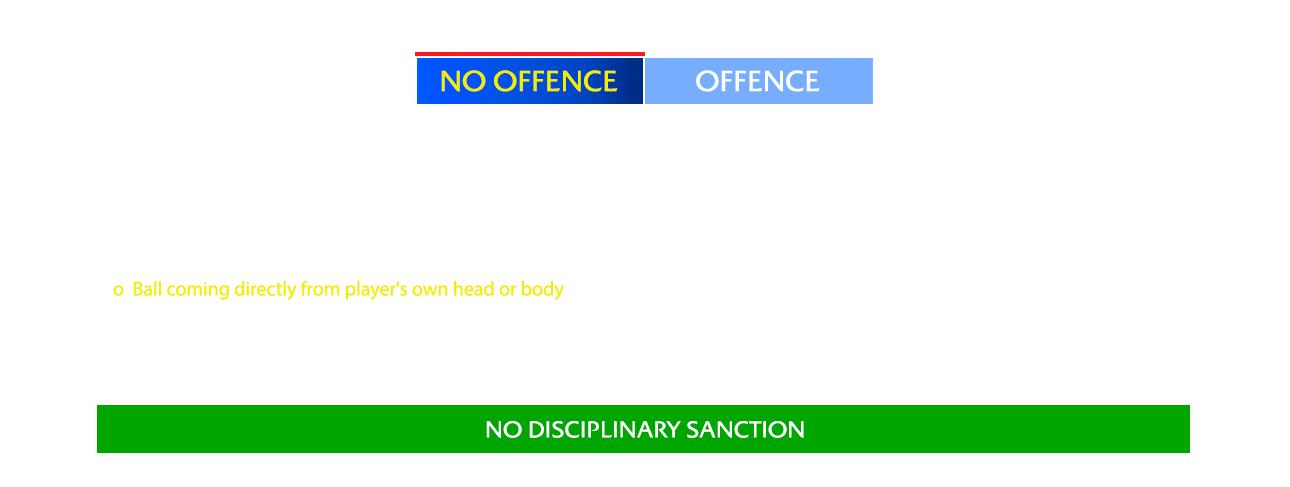 NO OFFENCE
OFFENCE
o Ball coming directly from player's own head or body
NO DISCIPLINARY SANCTION